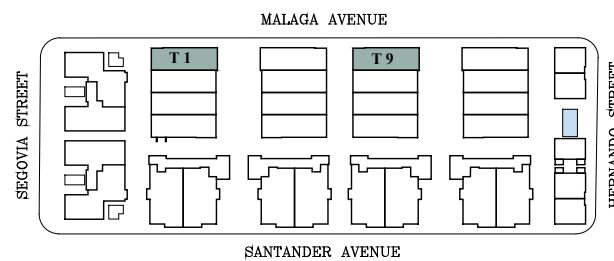 MALAGA AVENUE
T 1
T 9
SEGOVIA STREET
HERNANDO STREET
SANTANDER AVENUE